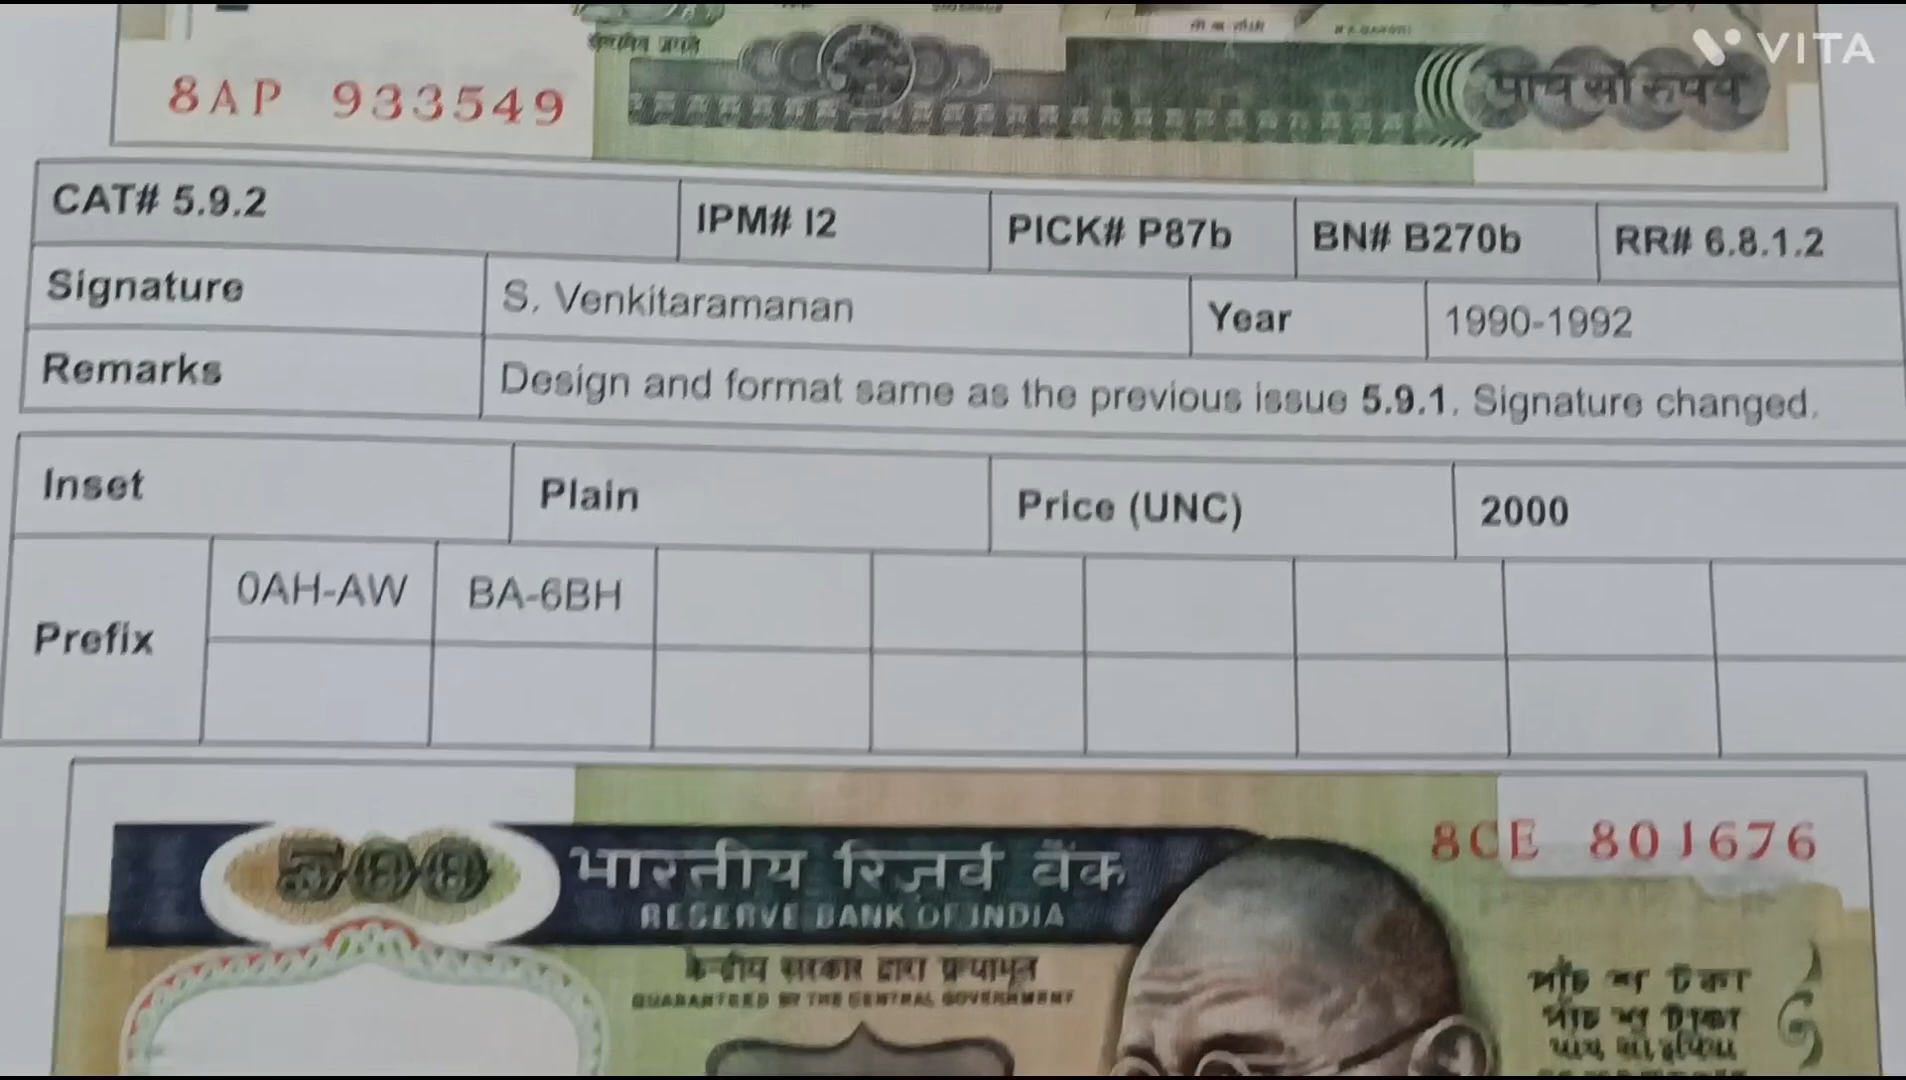 VITA
8AP 933549
पांच सौ रुपये
CAT# 5.9.2 IPM# I2 PICK# P87b BN# B270b RR# 6.8.1.2
Signature S. Venkitaramanan Year 1990-1992
Remarks Design and format same as the previous issue 5.9.1. Signature changed.
Inset Plain Price (UNC) 2000
Prefix 0AH-AW BA-6BH
8CE 801676
500 भारतीय रिज़र्व बैंक
RESERVE BANK OF INDIA
केन्द्रीय सरकार द्वारा प्रत्याभूत
GUARANTEED BY THE CENTRAL GOVERNMENT